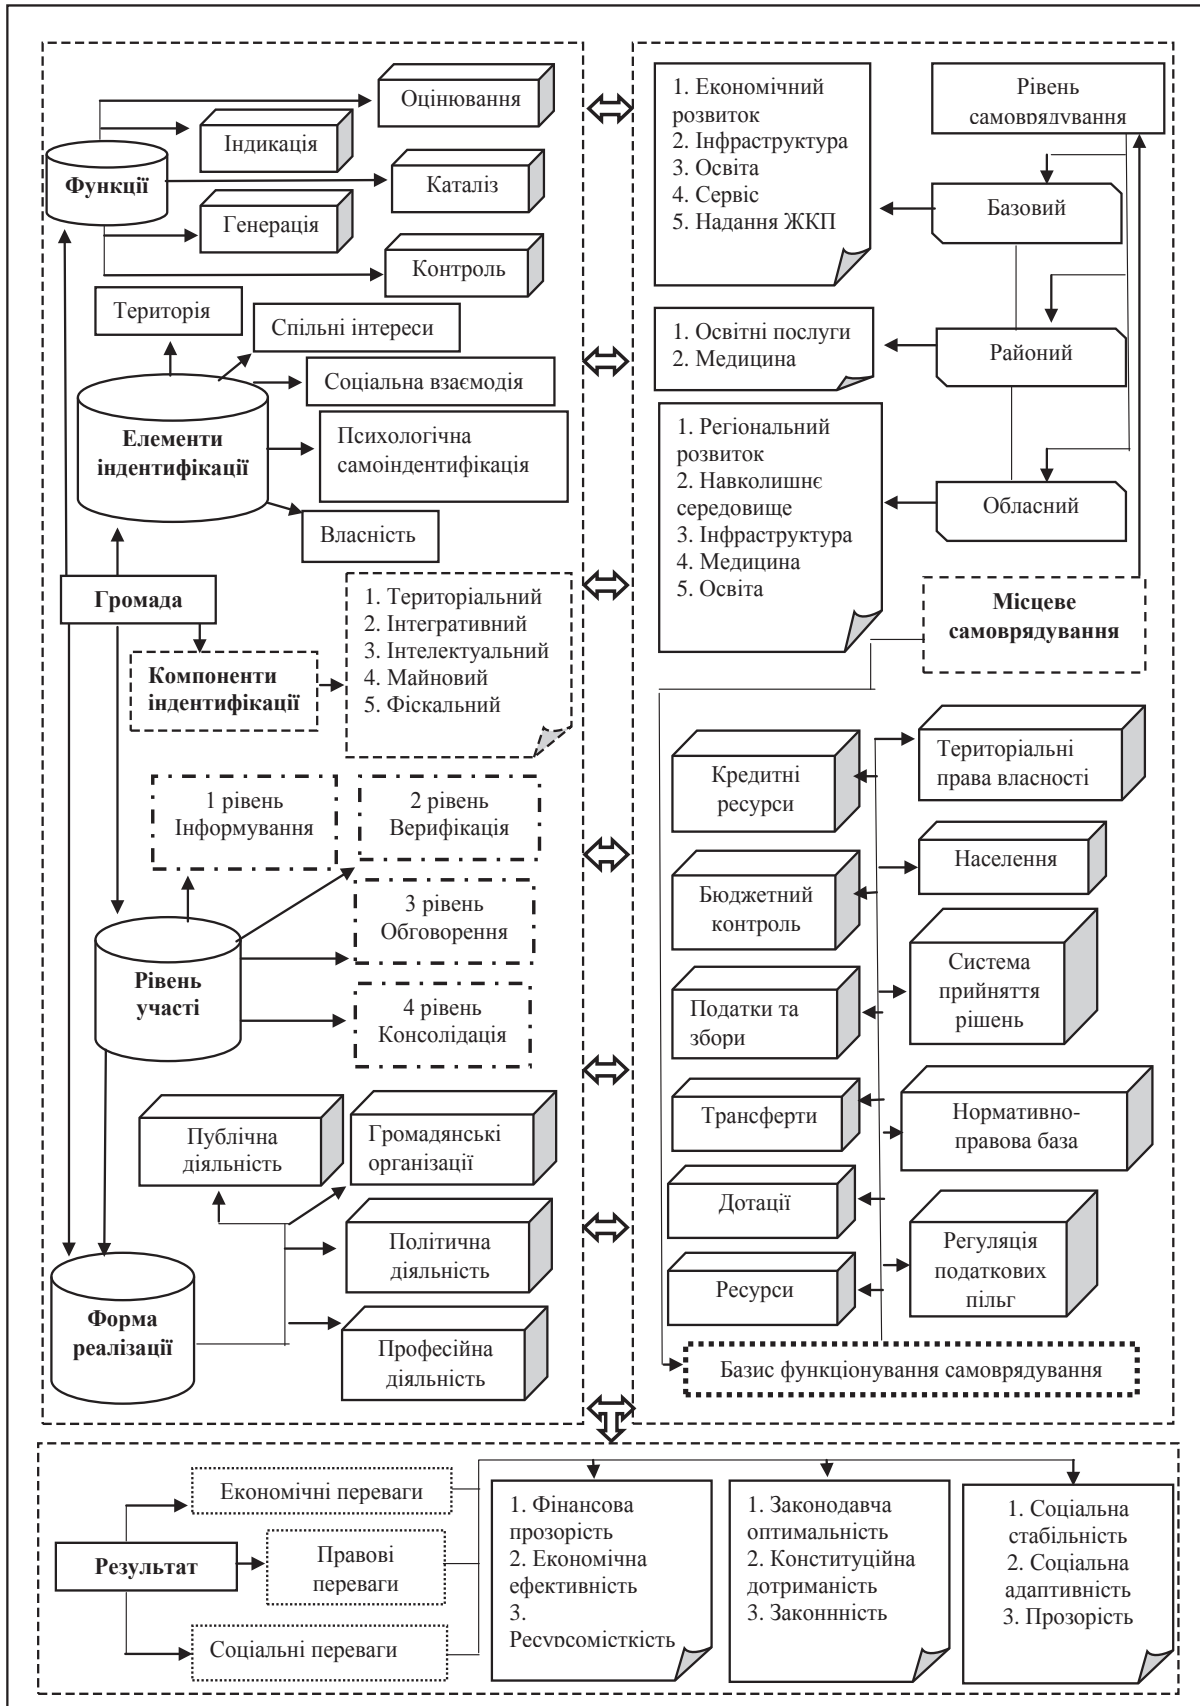 Оцінювання
Індикація
Функції
Каталіз
Генерація
Контроль
Територія
Спільні інтереси
Соціальна взаємодія
Елементи
індентифікації
Психологічна
самоіндентифікація
Власність
Громада
Компоненти
індентифікації
1. Територіальний
2. Інтегративний
3. Інтелектуальний
4. Майновий
5. Фіскальний
1 рівень
Інформування
2 рівень
Верифікація
3 рівень
Обговорення
Рівень
участі
4 рівень
Консолідація
Публічна
діяльність
Громадянські
організації
Політична
діяльність
Форма
реалізації
Професійна
діяльність
1. Економічний
розвиток
2. Інфраструктура
3. Освіта
4. Сервіс
5. Надання ЖКП
Рівень
самоврядування
Базовий
1. Освітні послуги
2. Медицина
Районий
1. Регіональний
розвиток
2. Навколишнє
середовище
3. Інфраструктура
4. Медицина
5. Освіта
Обласний
Місцеве
самоврядування
Кредитні
ресурси
Територіальні
права власності
Бюджетний
контроль
Населення
Податки та
збори
Система
прийняття
рішень
Трансферти
Нормативно-
правова база
Дотації
Ресурси
Регуляція
податкових
пільг
Базис функціонування самоврядування
Економічні переваги
Результат
Правові
переваги
Соціальні переваги
1. Фінансова
прозорість
2. Економічна
ефективність
3.
Ресурсомісткість
1. Законодавча
оптимальність
2. Конституційна
дотриманість
3. Законнність
1. Соціальна
стабільність
2. Соціальна
адаптивність
3. Прозорість